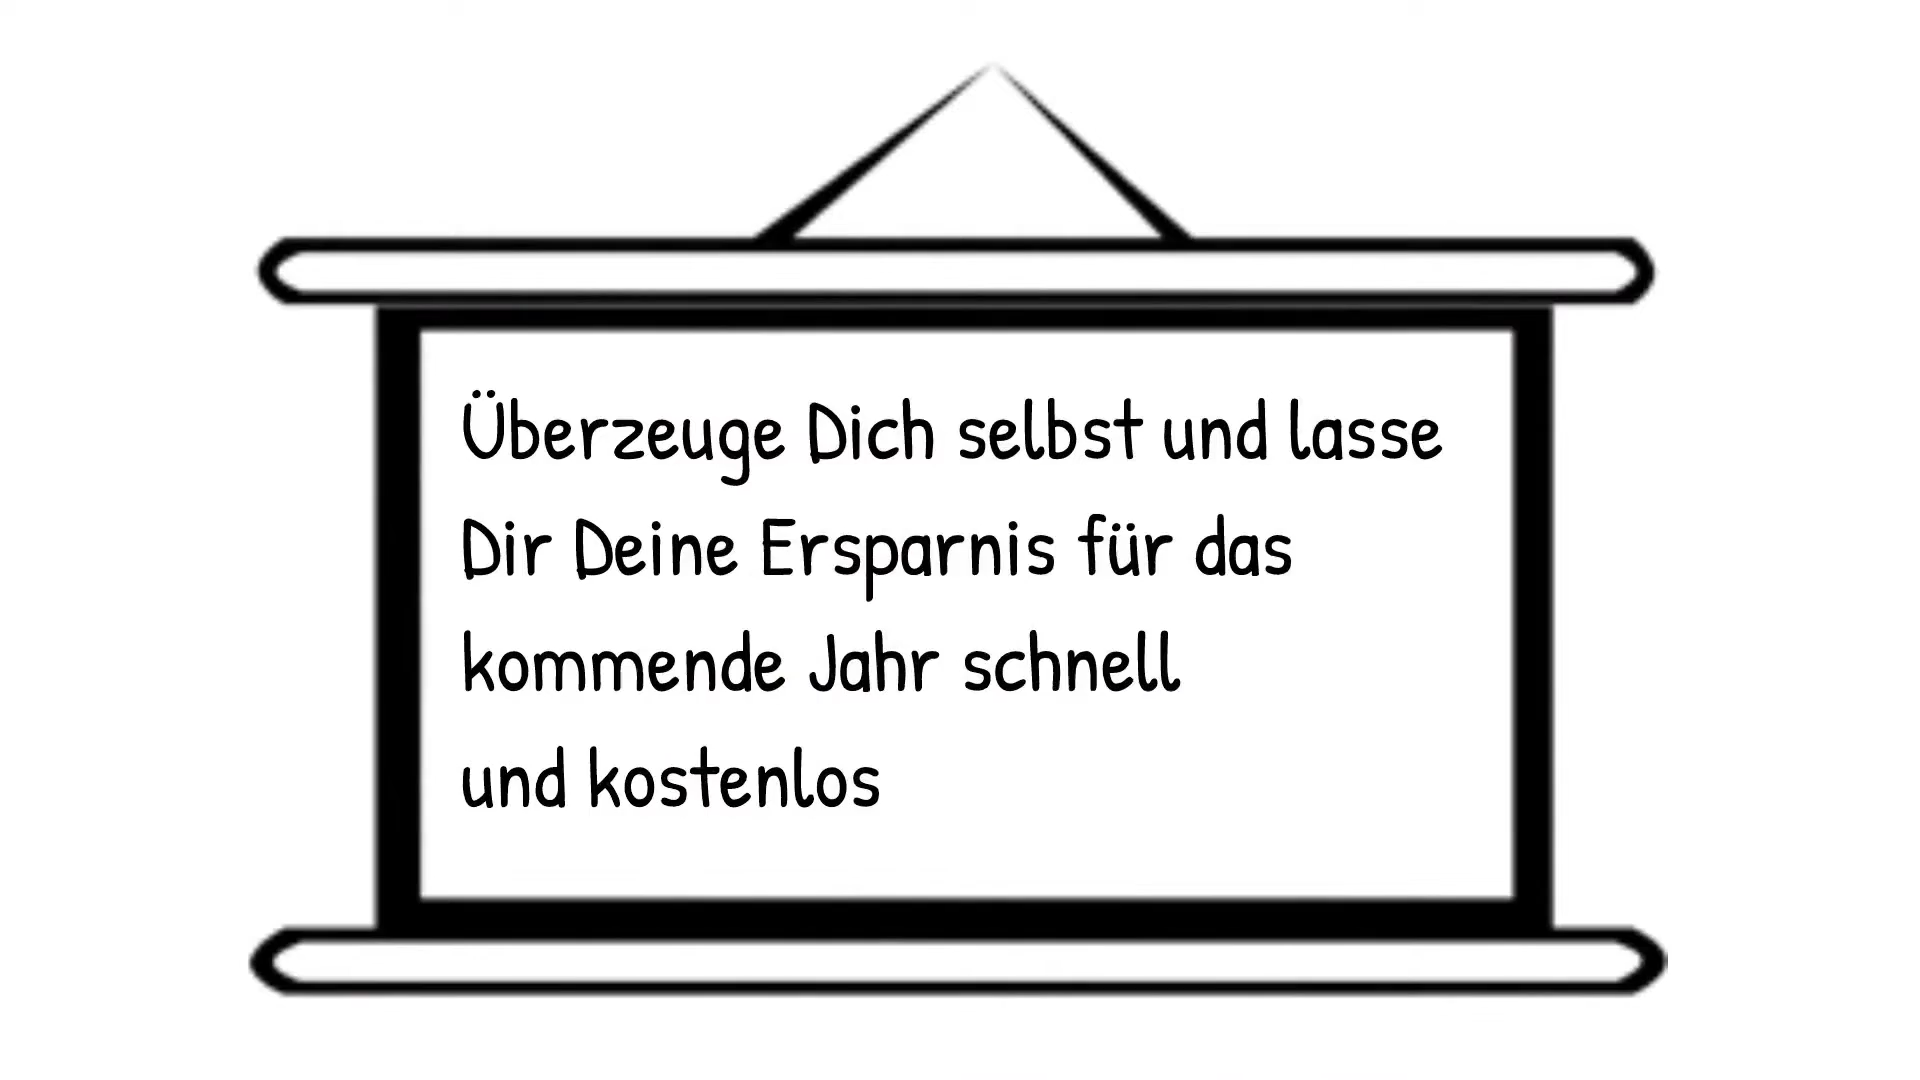 Überzeuge Dich selbst und lasse
Dir Deine Ersparnis für das
kommende Jahr schnell
und kostenlos